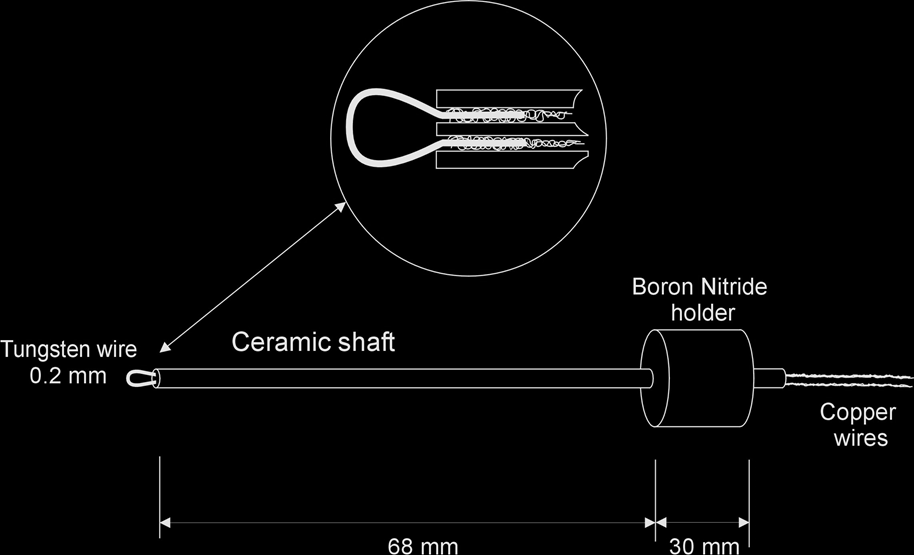 Boron Nitride
holder
Ceramic shaft
Tungsten wire
0.2 mm
Copper
wires
68 mm
30 mm